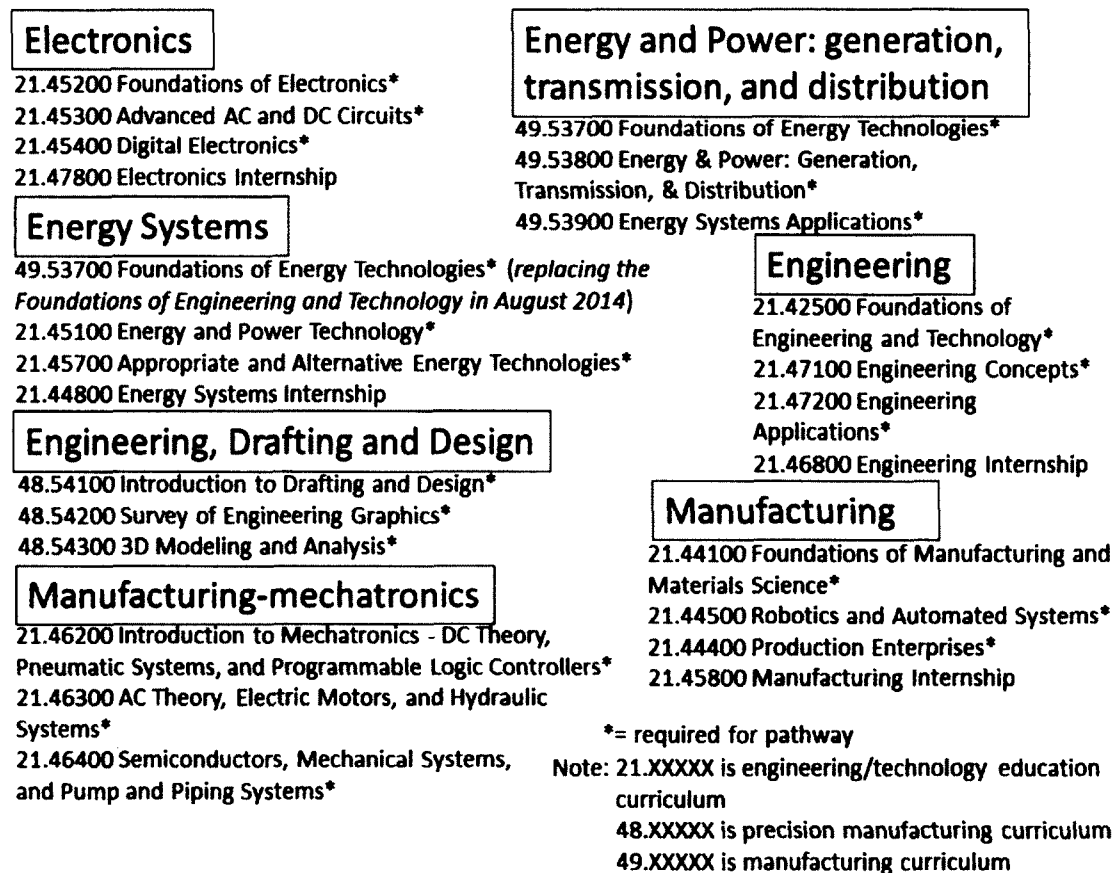 Electronics
21.45200 Foundations of Electronics*
21.45300 Advanced AC and DC Circuits*
21.45400 Digital Electronics*
21.47800 Electronics Internship
Energy Systems
49.53700 Foundations of Energy Technologies* (replacing the
Foundations of Engineering and Technology in August 2014)
21.45100 Energy and Power Technology*
21.45700 Appropriate and Alternative Energy Technologies*
21.44800 Energy Systems Internship
Engineering, Drafting and Design
48.54100 Introduction to Drafting and Design*
48.54200 Survey of Engineering Graphics*
48.54300 3D Modeling and Analysis*
Manufacturing-mechatronics
21.46200 Introduction to Mechatronics - DC Theory,
Pneumatic Systems, and Programmable Logic Controllers*
21.46300 AC Theory, Electric Motors, and Hydraulic
Systems*
21.46400 Semiconductors, Mechanical Systems,
and Pump and Piping Systems*
Energy and Power: generation,
transmission, and distribution
49.53700 Foundations of Energy Technologies*
49.53800 Energy & Power: Generation,
Transmission, & Distribution*
49.53900 Energy Systems Applications*
Engineering
21.42500 Foundations of
Engineering and Technology*
21.47100 Engineering Concepts*
21.47200 Engineering
Applications*
21.46800 Engineering Internship
Manufacturing
21.44100 Foundations of Manufacturing and
Materials Science*
21.44500 Robotics and Automated Systems*
21.44400 Production Enterprises*
21.45800 Manufacturing Internship
*= required for pathway
Note: 21.XXXXX is engineering/technology education
curriculum
48.XXXXX is precision manufacturing curriculum
49.XXXXX is manufacturing curriculum